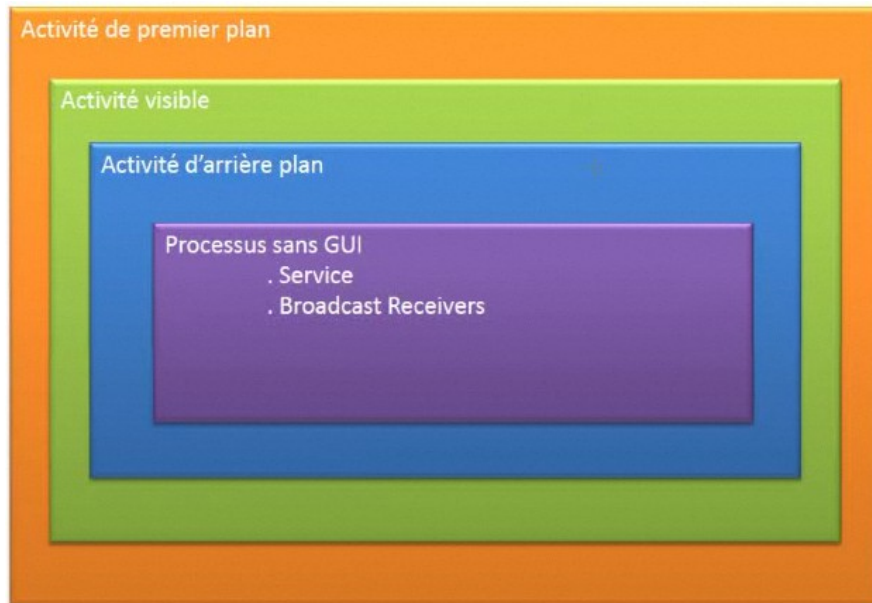 Activité de premier plan
Activité visible
Activité d'arrière plan
Processus sans GUI
. Service
. Broadcast Receivers